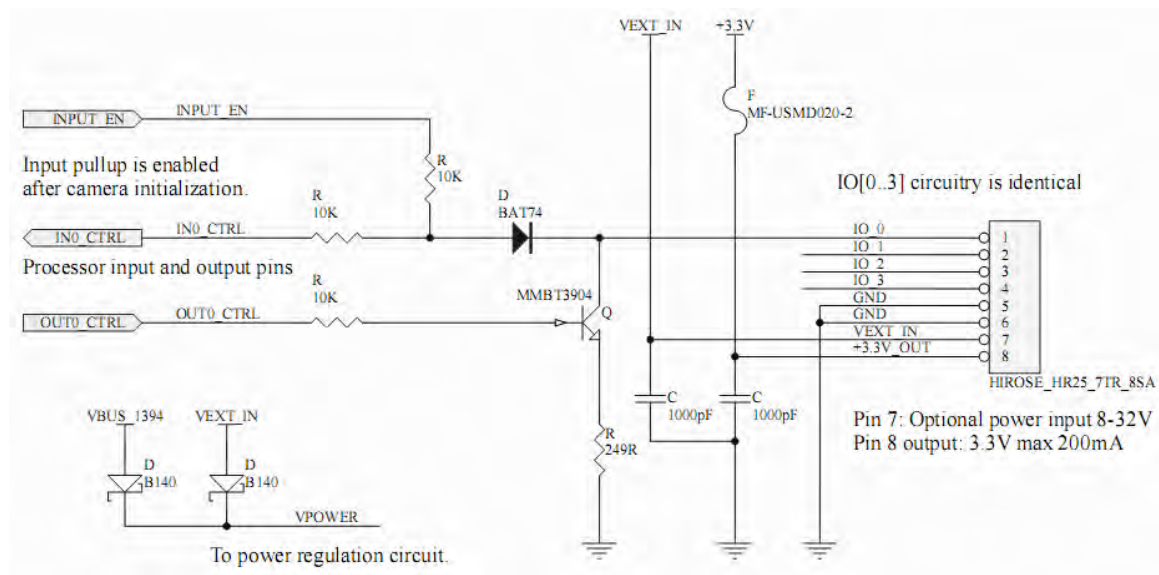 VEXT_IN
+3.3V
F
MF-USMD020-2
INPUT_EN
INPUT_EN
R
10K
Input pullup is enabled
after camera initialization.
IO[0..3] circuitry is identical
D
BAT74
R
10K
IN0_CTRL
IN0_CTRL
Processor input and output pins
R
10K
MMBT3904
Q
OUT0_CTRL
OUT0_CTRL
IO_0
1
IO_1
2
IO_2
3
IO_3
4
GND
5
GND
6
VEXT_IN
7
+3.3V_OUT
8
HIROSE_HR25_7TR_8SA
C
1000pF
C
1000pF
Pin 7: Optional power input 8-32V
Pin 8 output: 3.3V max 200mA
R
249R
VBUS_1394
VEXT_IN
D
B140
D
B140
VPOWER
To power regulation circuit.